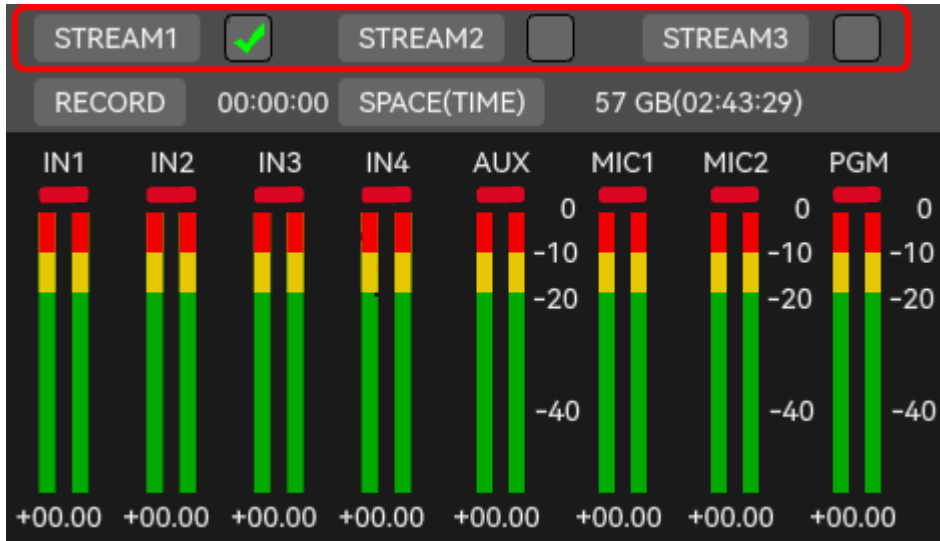 STREAM1 STREAM2 STREAM3
RECORD 00:00:00 SPACE(TIME) 57 GB(02:43:29)
IN1 IN2 IN3 IN4 AUX MIC1 MIC2 PGM
0 0 0
-10 -10 -10
-20 -20 -20
-40 -40 -40
+00.00 +00.00 +00.00 +00.00 +00.00 +00.00 +00.00 +00.00